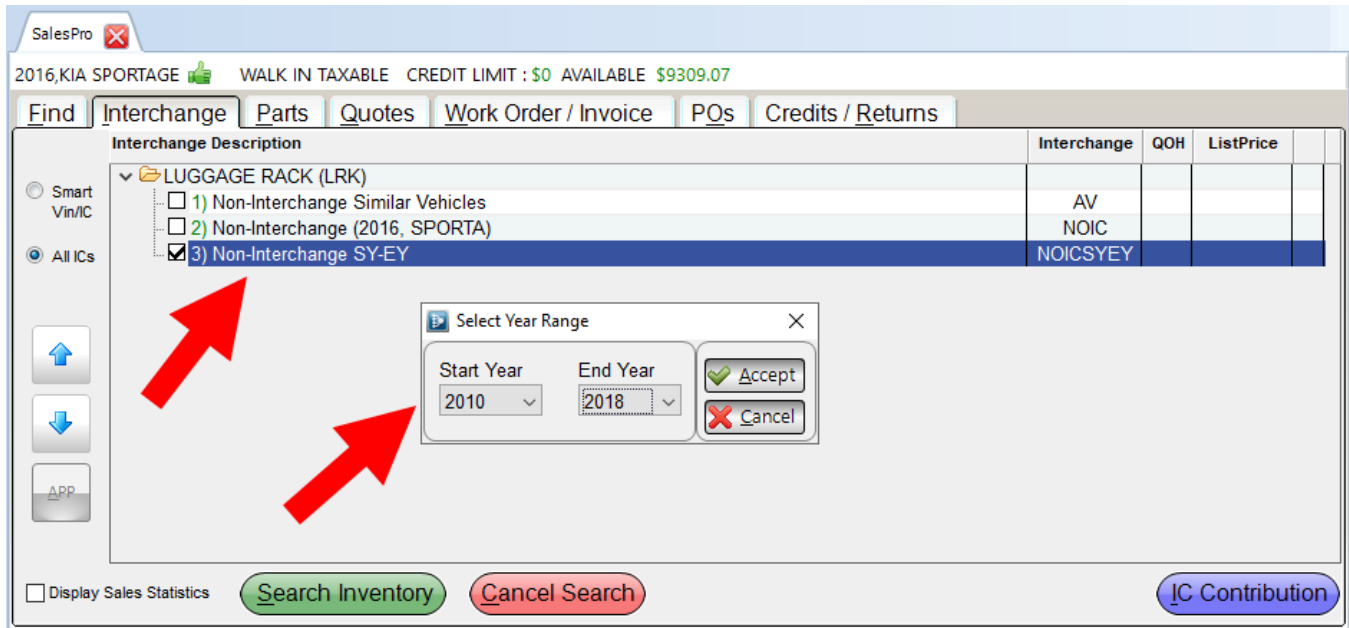 SalesPro
2016,KIA SPORTAGE WALK IN TAXABLE CREDIT LIMIT : $0 AVAILABLE $9309.07
Find Interchange Parts Quotes Work Order / Invoice POs Credits / Returns
Interchange Description Interchange QOH ListPrice
LUGGAGE RACK (LRK)
Smart
Vin/IC
1) Non-Interchange Similar Vehicles AV
2) Non-Interchange (2016, SPORTA) NOIC
All ICs
3) Non-Interchange SY-EY NOICSYEY
Select Year Range
Start Year End Year
2010 2018
Accept
Cancel
APP
Display Sales Statistics Search Inventory Cancel Search IC Contribution